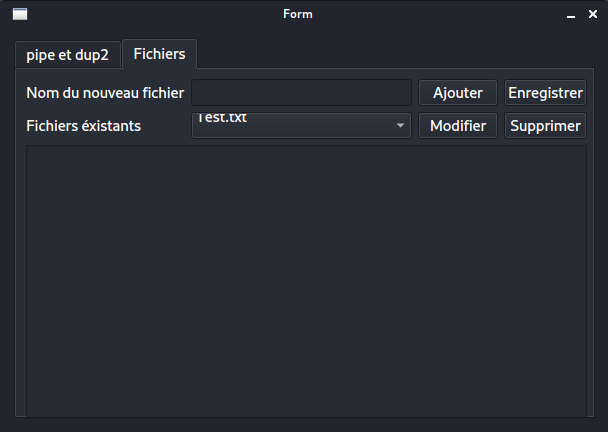 Form
pipe et dup2 Fichiers
Nom du nouveau fichier Ajouter Enregistrer
Fichiers éxistants Test.txt Modifier Supprimer